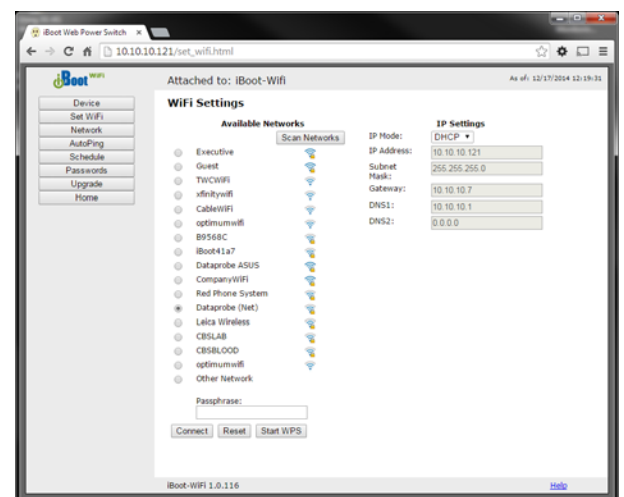 iBoot Web Power Switch
10.10.10.121/set_wifi.html
iBoot WiFi
Attached to: iBoot-Wifi
As of: 12/17/2014 12:19:31
Device
Set WiFi
Network
AutoPing
Schedule
Passwords
Upgrade
Home
WiFi Settings
Available Networks
Scan Networks
Executive
Guest
TWCWiFi
xfinitywifi
CableWiFi
optimumwifi
B9568C
iBoot41a7
Dataprobe ASUS
CompanyWiFi
Red Phone System
Dataprobe (Net)
Leica Wireless
CBSLAB
CBSBLOOD
optimumwifi
Other Network
Passphrase:
Connect Reset Start WPS
IP Settings
IP Mode: DHCP
IP Address: 10.10.10.121
Subnet Mask: 255.255.255.0
Gateway: 10.10.10.7
DNS1: 10.10.10.1
DNS2: 0.0.0.0
iBoot-WiFi 1.0.116
Help